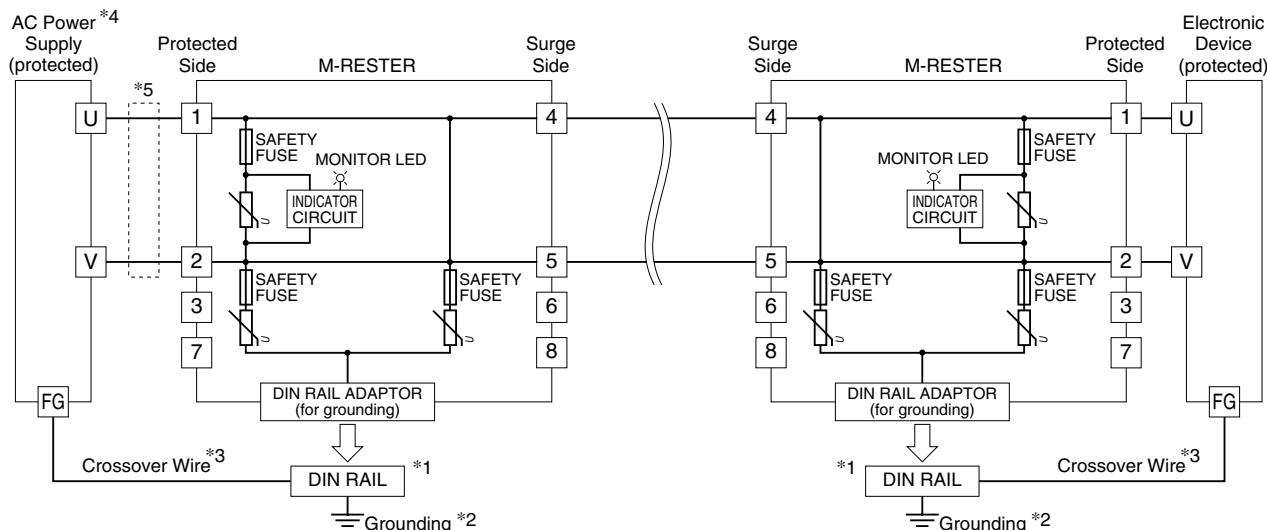 AC Power *4
Supply
(protected)
Protected
Side
M-RESTER
Surge
Side
Surge
Side
M-RESTER
Protected
Side
Electronic
Device
(protected)
*5
U
1
4
4
1
U
SAFETY
FUSE
MONITOR LED
INDICATOR
CIRCUIT
U
MONITOR LED
INDICATOR
CIRCUIT
SAFETY
FUSE
U
V
2
5
5
2
V
SAFETY
FUSE
SAFETY
FUSE
SAFETY
FUSE
SAFETY
FUSE
3
6
6
3
U
U
U
U
7
8
8
7
FG
DIN RAIL ADAPTOR
(for grounding)
DIN RAIL ADAPTOR
(for grounding)
FG
Crossover Wire*3
DIN RAIL
*1
*1
DIN RAIL
Crossover Wire*3
Grounding *2
Grounding *2